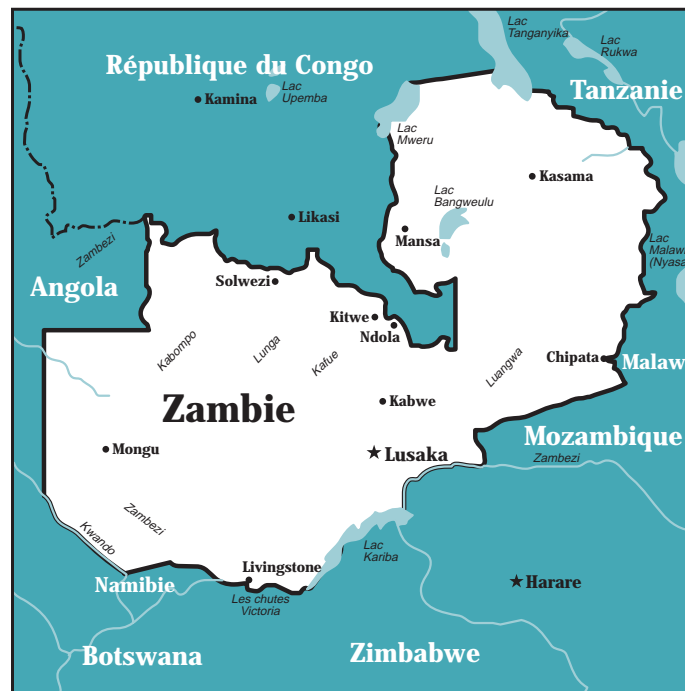 Lac
Tanganyika
Lac
Rukwa
République du Congo
Tanzanie
Lac
Upemba
Kamina
Lac
Mweru
Kasama
Lac
Bangweulu
Likasi
Mansa
Zambezi
Lac
Malawi
(Nyasa
Angola
Solwezi
Kitwe
Ndola
Kabompo
Lunga
Kafue
Luangwa
Chipata
Malaw
Zambie
Kabwe
Mozambique
Mongu
Lusaka
Zambezi
Zambezi
Kwando
Lac
Kariba
Livingstone
Namibie
Harare
Les chutes
Victoria
Botswana
Zimbabwe